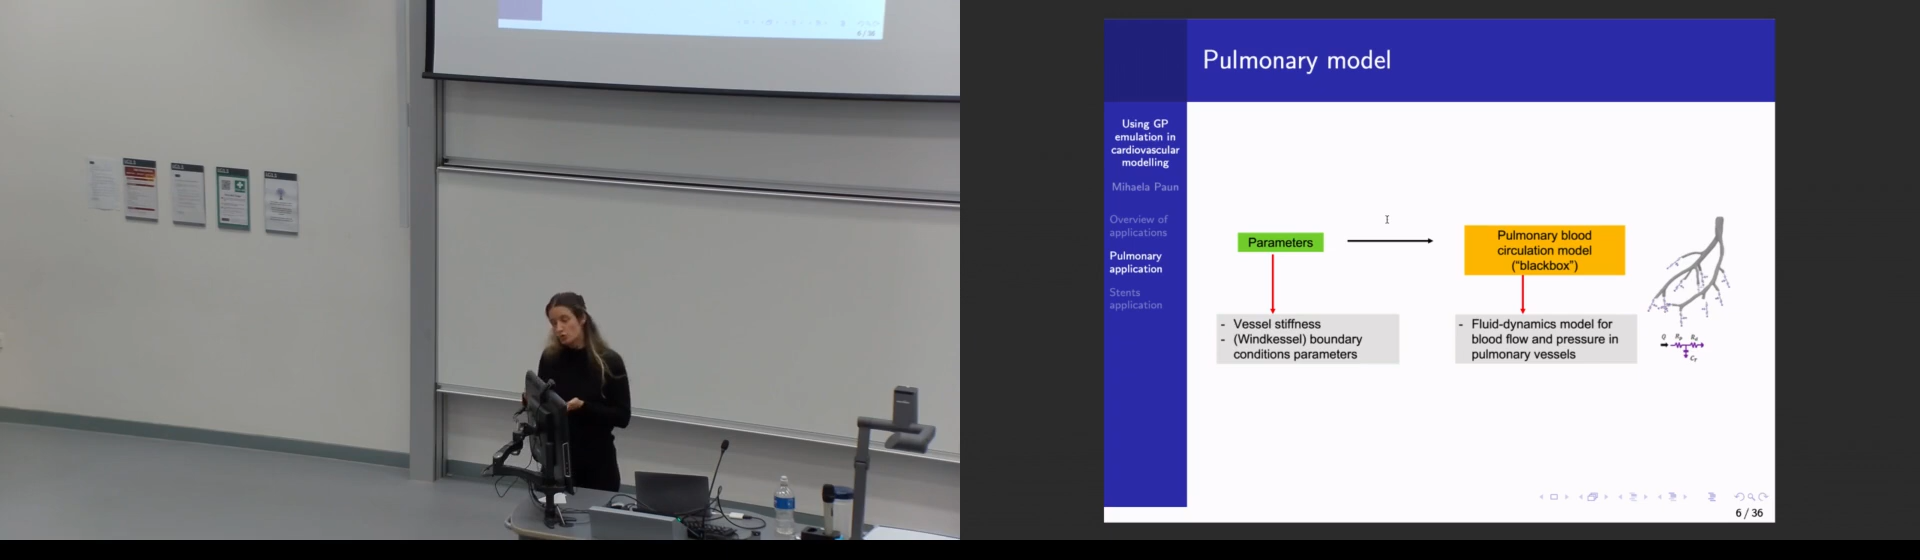 6 / 36
Pulmonary model
Using GP
emulation in
cardiovascular
modelling
Mihaela Paun
Overview of
applications
Pulmonary
application
Stents
application
Parameters
Pulmonary blood
circulation model
("blackbox")
- Vessel stiffness
- (Windkessel) boundary
conditions parameters
- Fluid-dynamics model for
blood flow and pressure in
pulmonary vessels
6 / 36